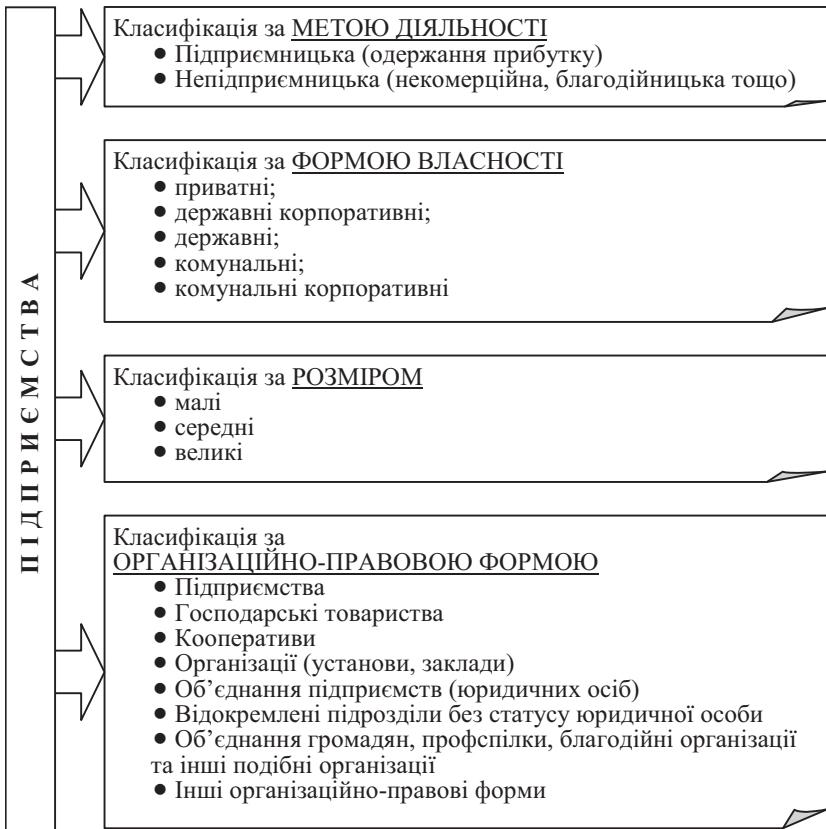 ПІДПРИЄМСТВА
Класифікація за МЕТОЮ ДІЯЛЬНОСТІ
● Підприємницька (одержання прибутку)
● Непідприємницька (некомерційна, благодійницька тощо)
Класифікація за ФОРМОЮ ВЛАСНОСТІ
● приватні;
● державні корпоративні;
● державні;
● комунальні;
● комунальні корпоративні
Класифікація за РОЗМІРОМ
● малі
● середні
● великі
Класифікація за
ОРГАНІЗАЦІЙНО-ПРАВОВОЮ ФОРМОЮ
● Підприємства
● Господарські товариства
● Кооперативи
● Організації (установи, заклади)
● Об’єднання підприємств (юридичних осіб)
● Відокремлені підрозділи без статусу юридичної особи
● Об’єднання громадян, профспілки, благодійні організації
та інші подібні організації
● Інші організаційно-правові форми